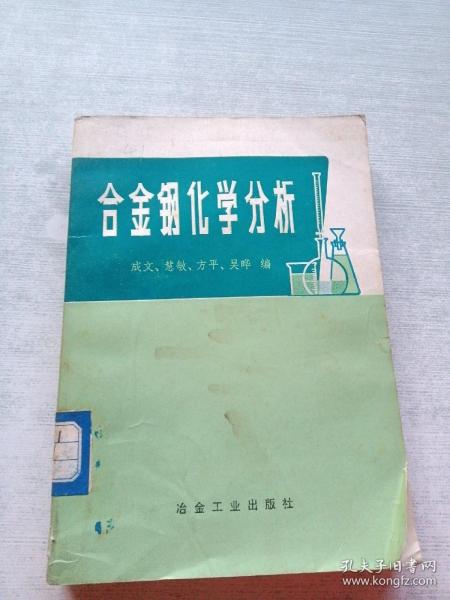 合金钢化学分析
成文、慧敏、方平、吴晔 编
冶金工业出版社
孔夫子旧书网
www.kongfz.com